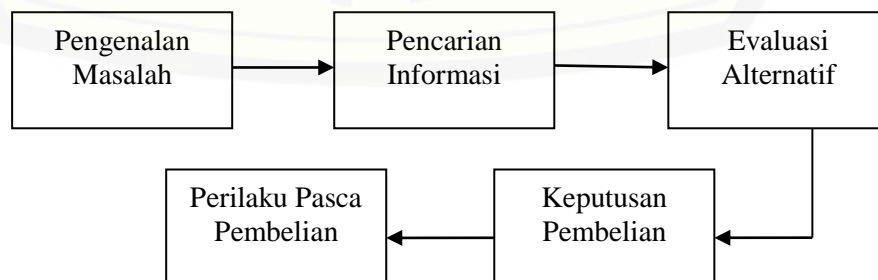 Pengenalan
Masalah
Pencarian
Informasi
Evaluasi
Alternatif
Keputusan
Pembelian
Perilaku Pasca
Pembelian